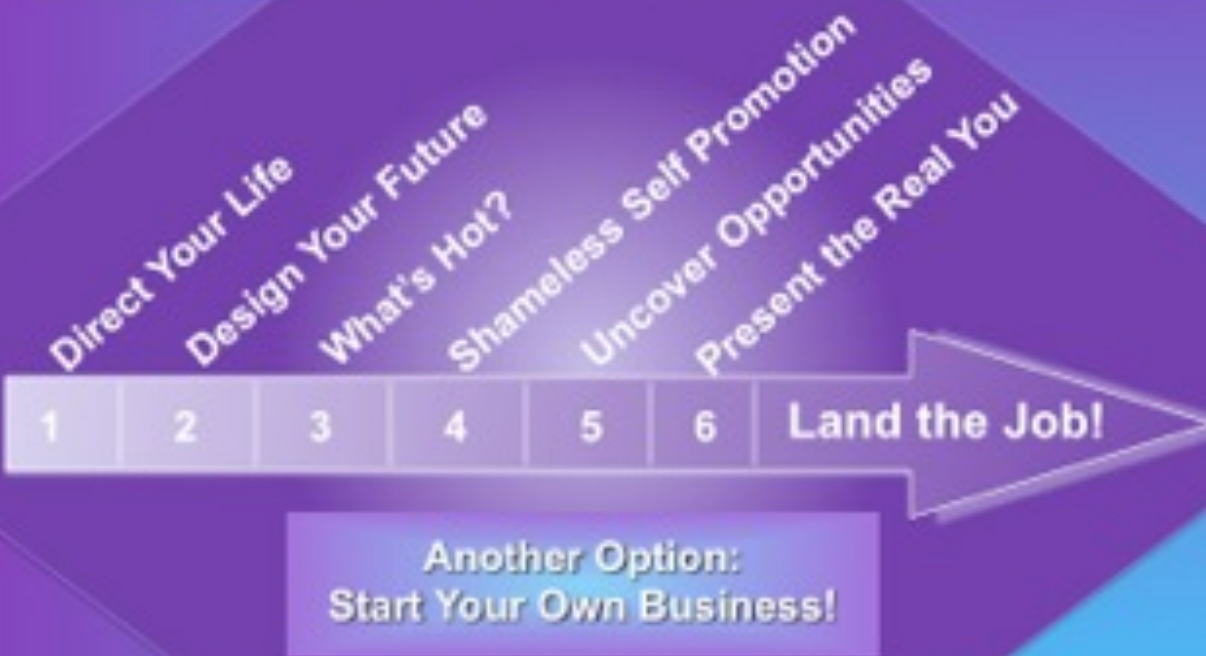 Direct Your Life
Design Your Future
What's Hot?
Shameless Self Promotion
Uncover Opportunities
Present the Real You
1 2 3 4 5 6 Land the Job!
Another Option:
Start Your Own Business!